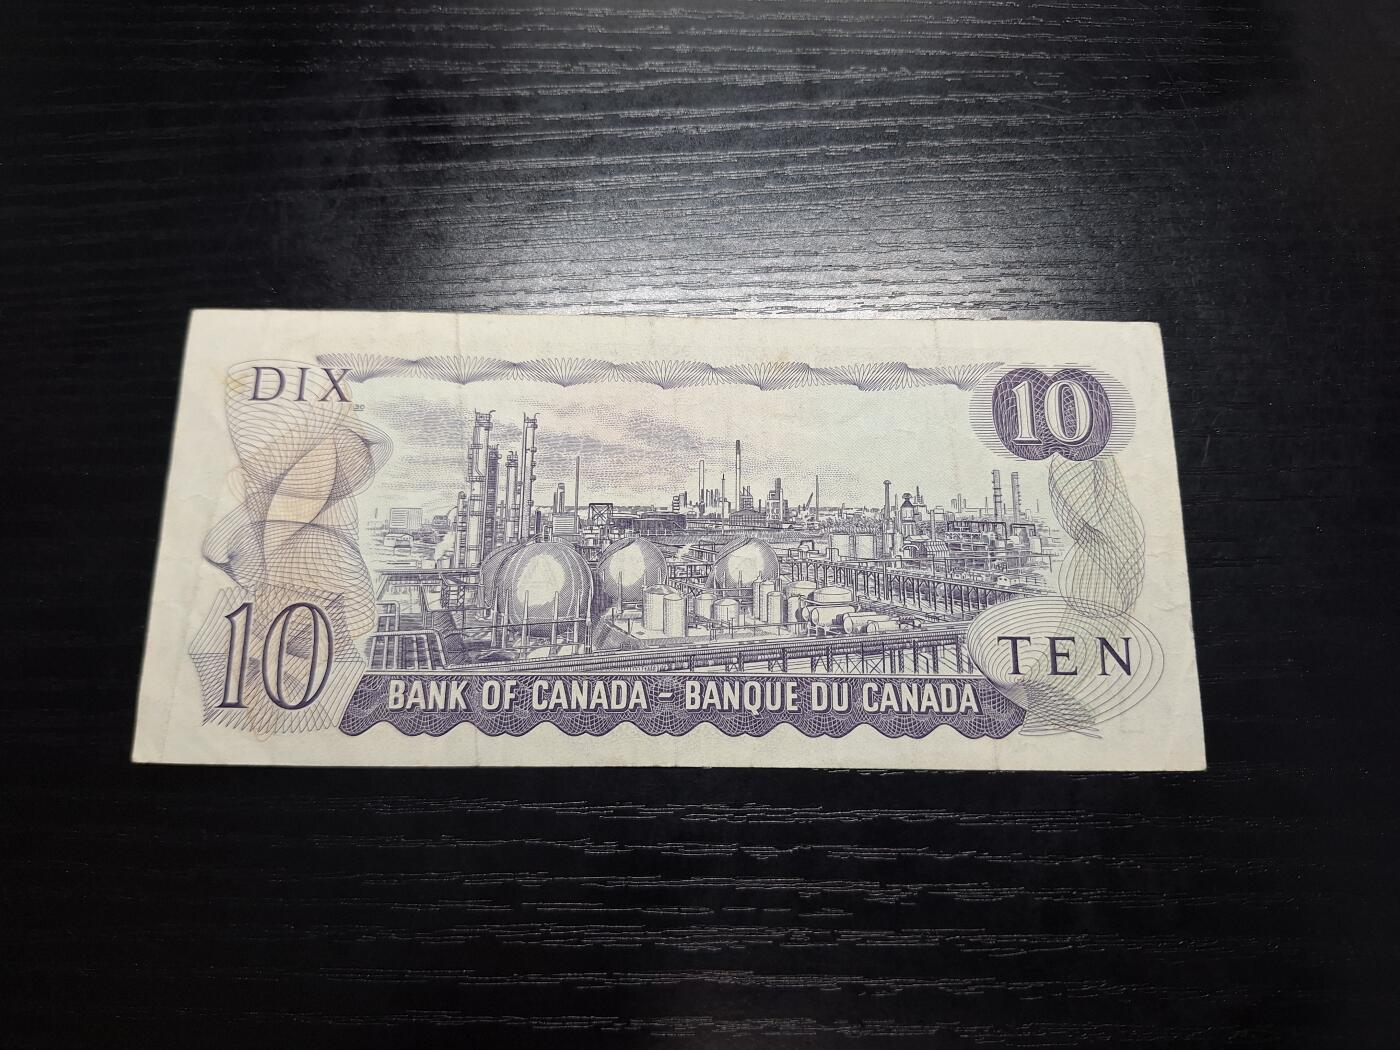 DIX
10
10
TEN
BANK OF CANADA - BANQUE DU CANADA